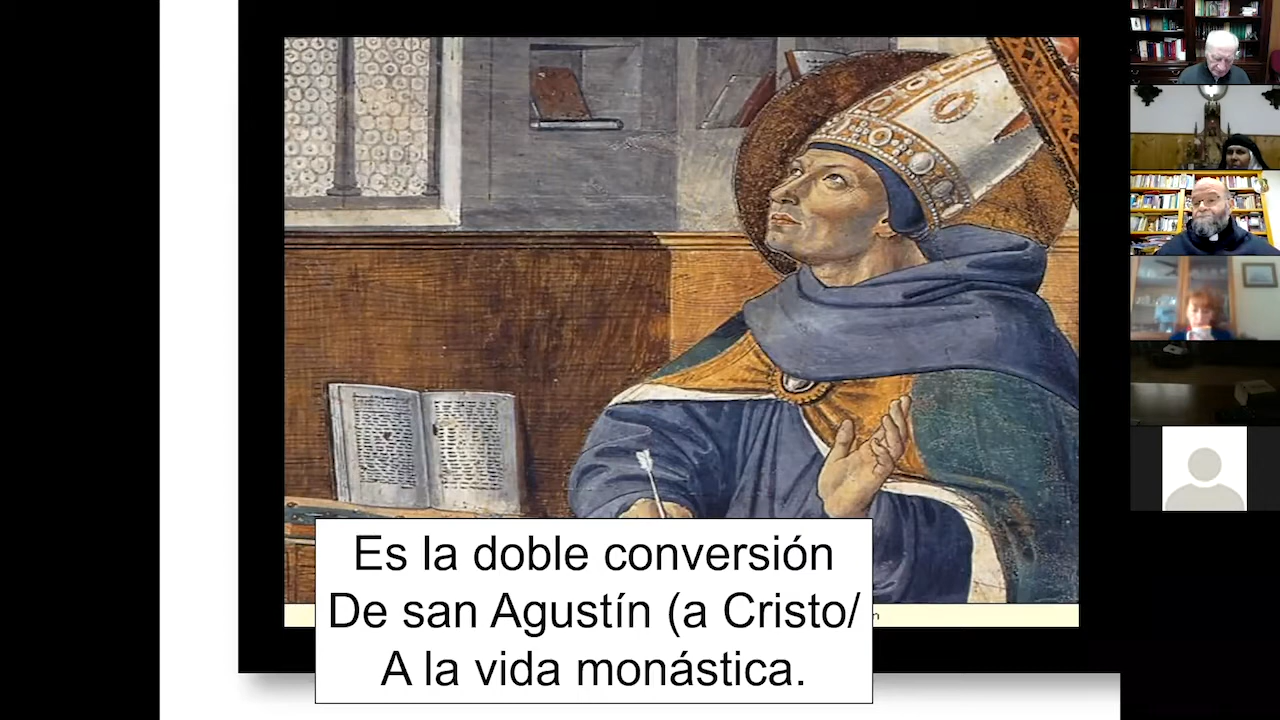 Es la doble conversión
De san Agustín (a Cristo/
A la vida monástica.